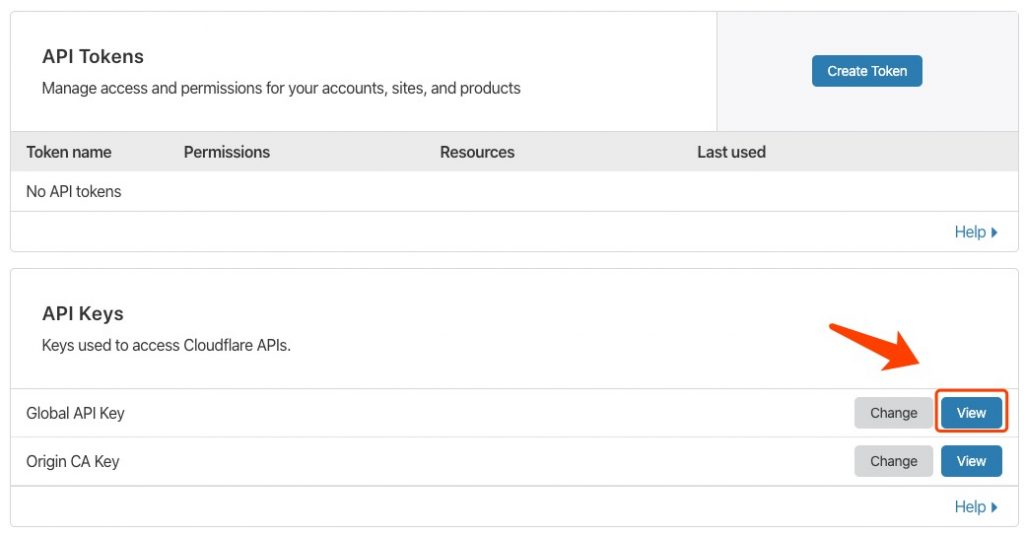 API Tokens
Manage access and permissions for your accounts, sites, and products
Create Token
Token name Permissions Resources Last used
No API tokens
Help
API Keys
Keys used to access Cloudflare APIs.
Global API Key Change View
Origin CA Key Change View
Help